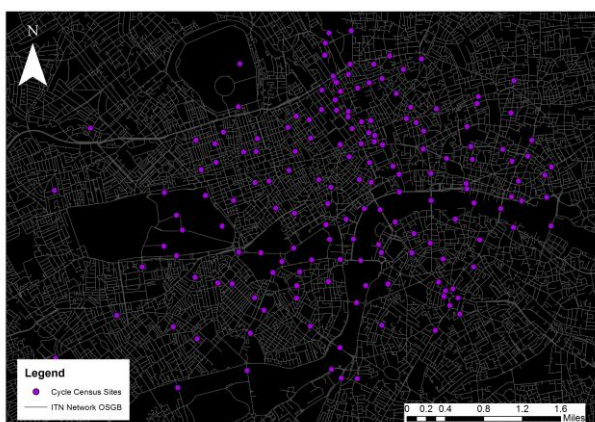 N
Legend
Cycle Census Sites
ITN Network OSGB
0 0.2 0.4 0.8 1.2 1.6
Miles